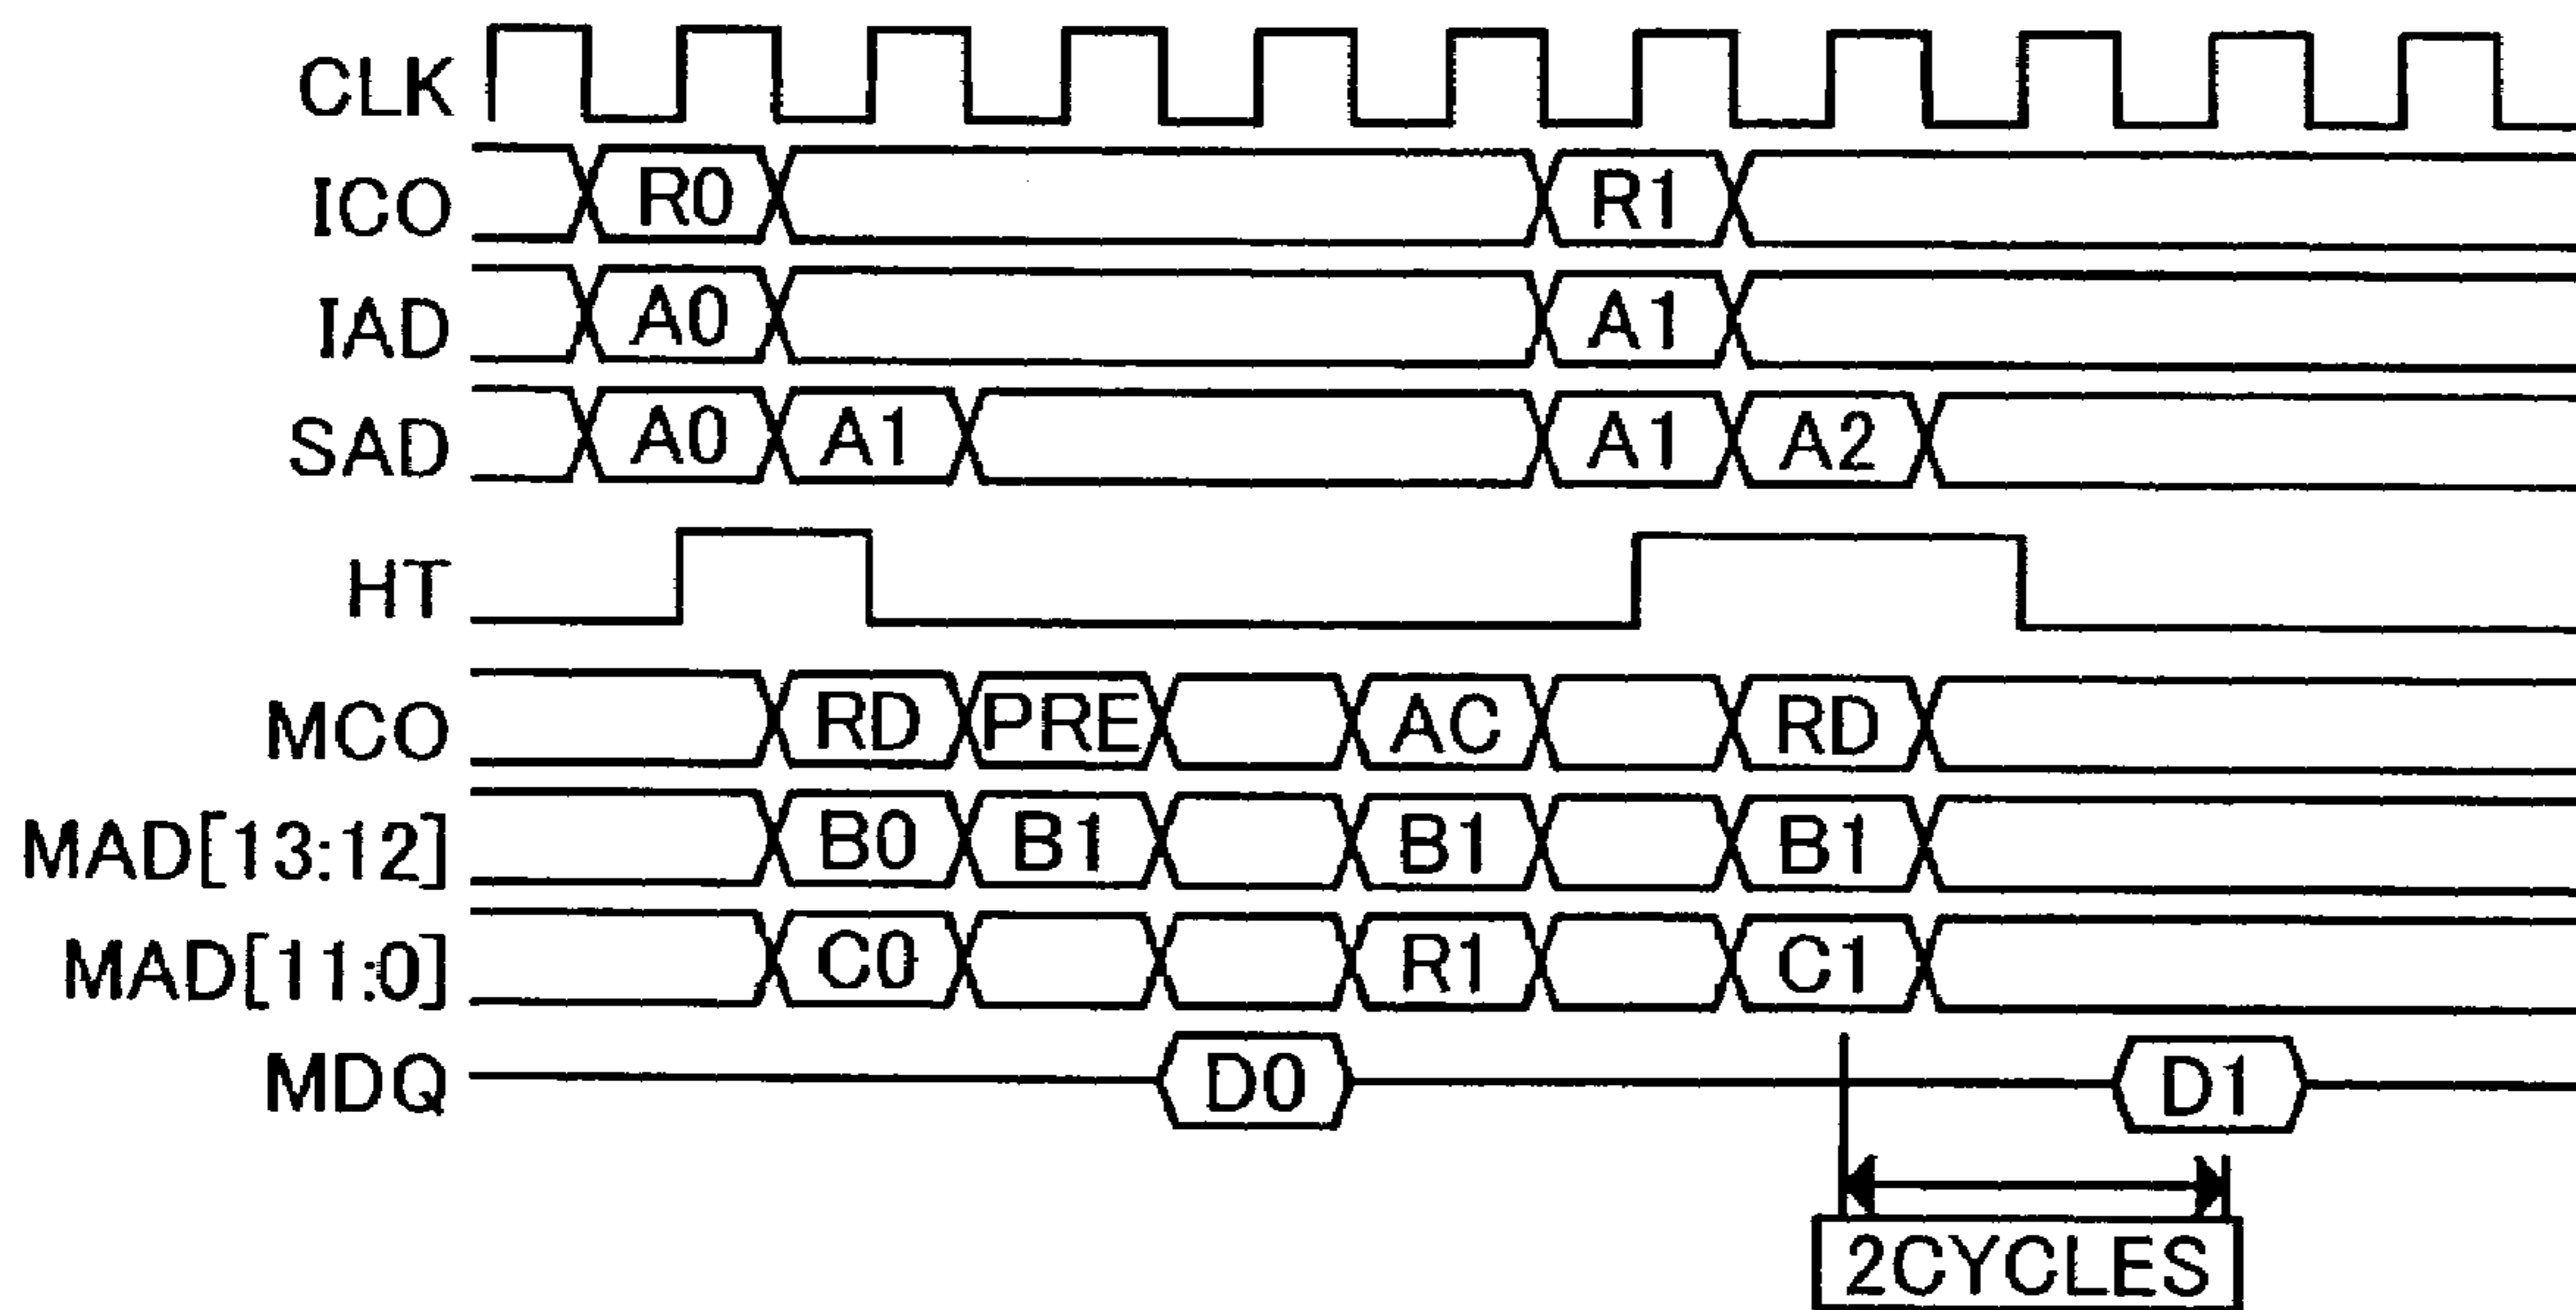 CLK
ICO R0 R1
IAD A0 A1
SAD A0 A1 A1 A2
HT
MCO RD PRE AC RD
MAD[13:12] B0 B1 B1 B1
MAD[11:0] C0 R1 C1
MDQ D0 D1
2CYCLES